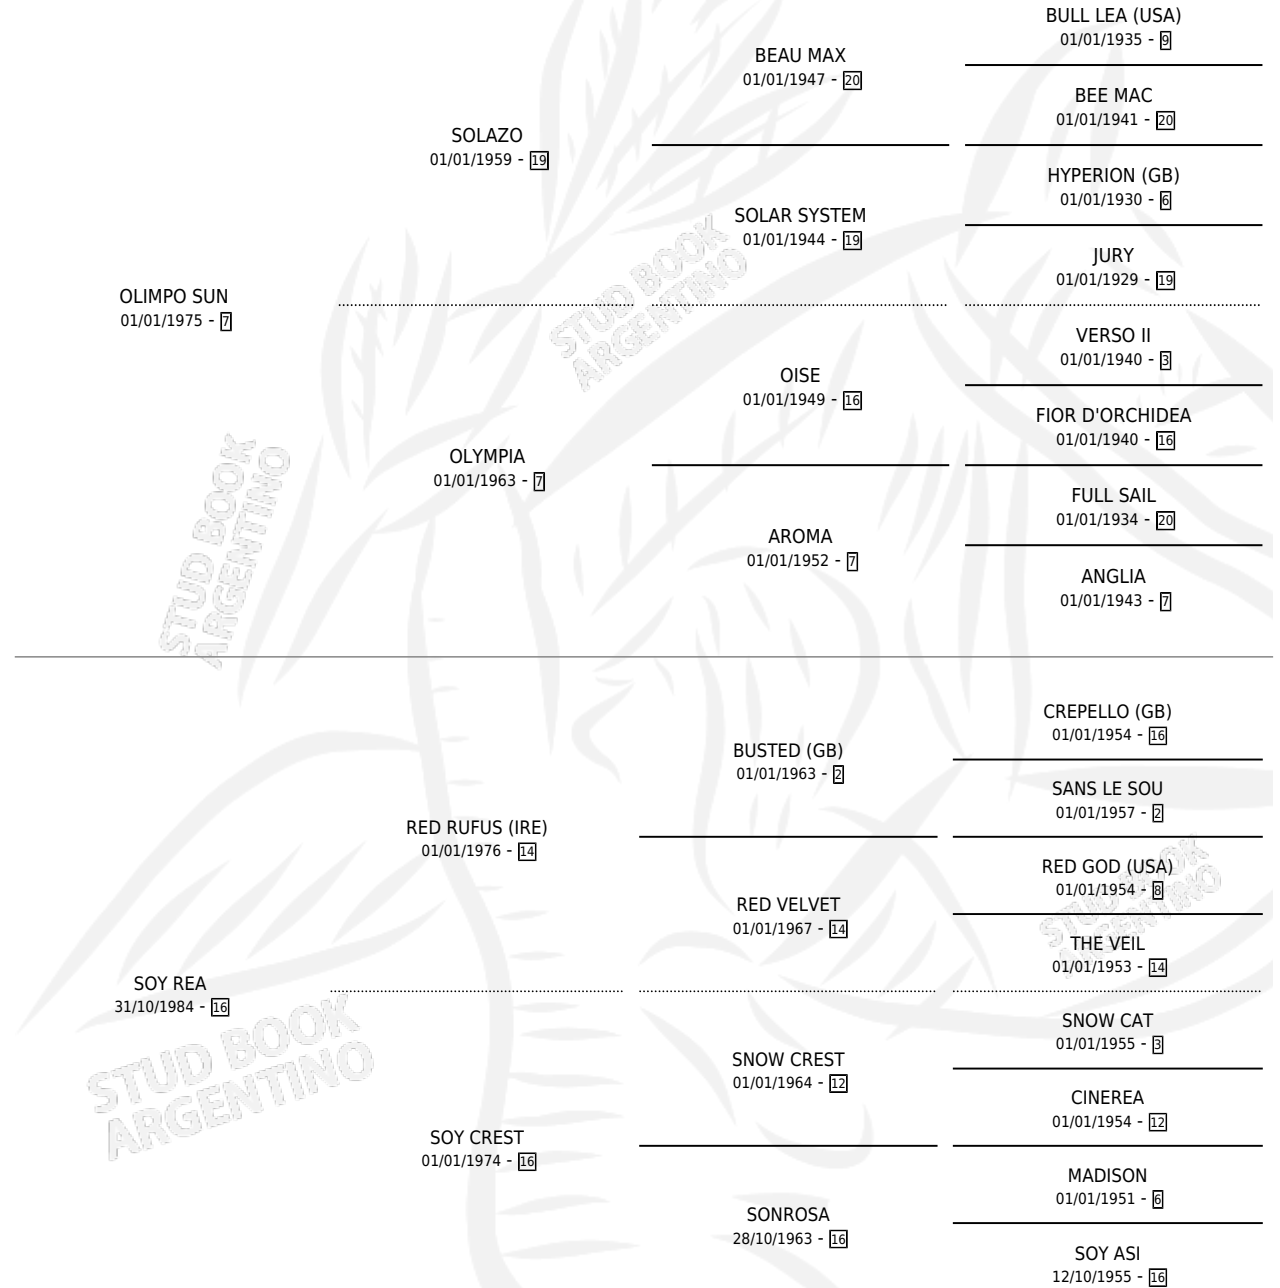 BULL LEA (USA)
01/01/1935 - 9
BEAU MAX
01/01/1947 - 20
BEE MAC
01/01/1941 - 20
SOLAZO
01/01/1959 - 19
HYPERION (GB)
01/01/1930 - 6
SOLAR SYSTEM
01/01/1944 - 19
JURY
01/01/1929 - 19
OLIMPO SUN
01/01/1975 - 7
STUD BOOK
ARGENTINO
VERSO II
01/01/1940 - 3
OISE
01/01/1949 - 16
FIOR D'ORCHIDEA
01/01/1940 - 16
OLYMPIA
01/01/1963 - 7
FULL SAIL
01/01/1934 - 20
AROMA
01/01/1952 - 7
ANGLIA
01/01/1943 - 7
STUD BOOK
ARGENTINO
CREPELLO (GB)
01/01/1954 - 16
BUSTED (GB)
01/01/1963 - 2
SANS LE SOU
01/01/1957 - 2
RED RUFUS (IRE)
01/01/1976 - 14
RED GOD (USA)
01/01/1954 - 8
RED VELVET
01/01/1967 - 14
STUD BOOK
ARGENTINO
THE VEIL
01/01/1953 - 14
SOY REA
31/10/1984 - 16
SNOW CAT
01/01/1955 - 3
SNOW CREST
01/01/1964 - 12
CINEREA
01/01/1954 - 12
STUD BOOK
ARGENTINO
SOY CREST
01/01/1974 - 16
MADISON
01/01/1951 - 6
SONROSA
28/10/1963 - 16
SOY ASI
12/10/1955 - 16